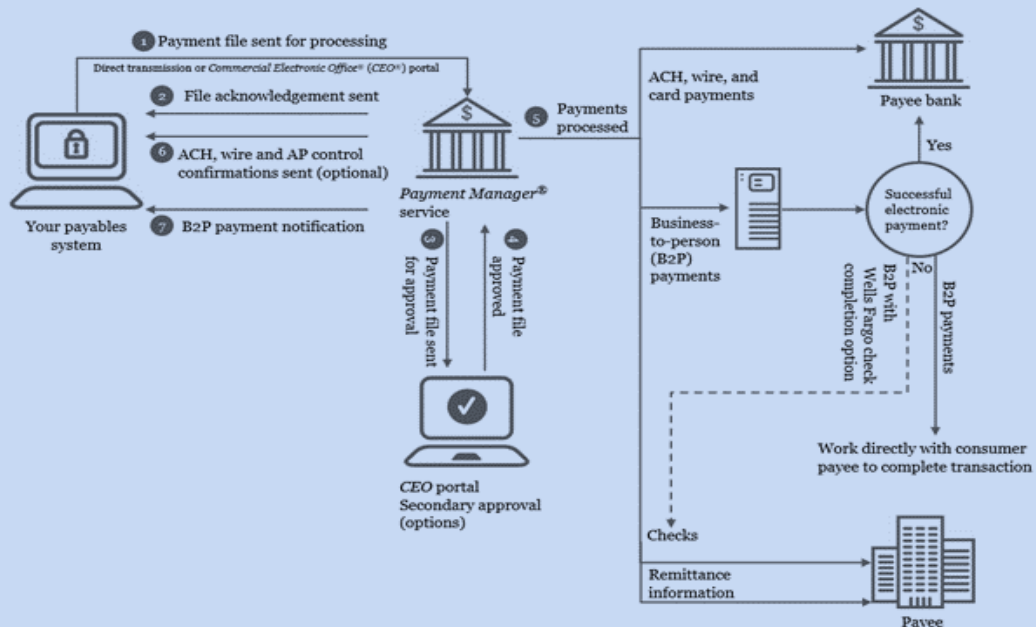 1 Payment file sent for processing
Direct transmission or Commercial Electronic Office® (CEO®) portal
2 File acknowledgement sent
6 ACH, wire and AP control
confirmations sent (optional)
7 B2P payment notification
Your payables
system
$
Payment Manager®
service
3 Payment file sent
for approval
4 Payment file
approved
CEO portal
Secondary approval
(options)
5 Payments
processed
ACH, wire, and
card payments
$
Payee bank
Yes
Business-
to-person
(B2P)
payments
Successful
electronic
payment?
No
B2P with
Wells Fargo check
completion option
B2P payments
Work directly with consumer
payee to complete transaction
Checks
Remittance
information
Payee